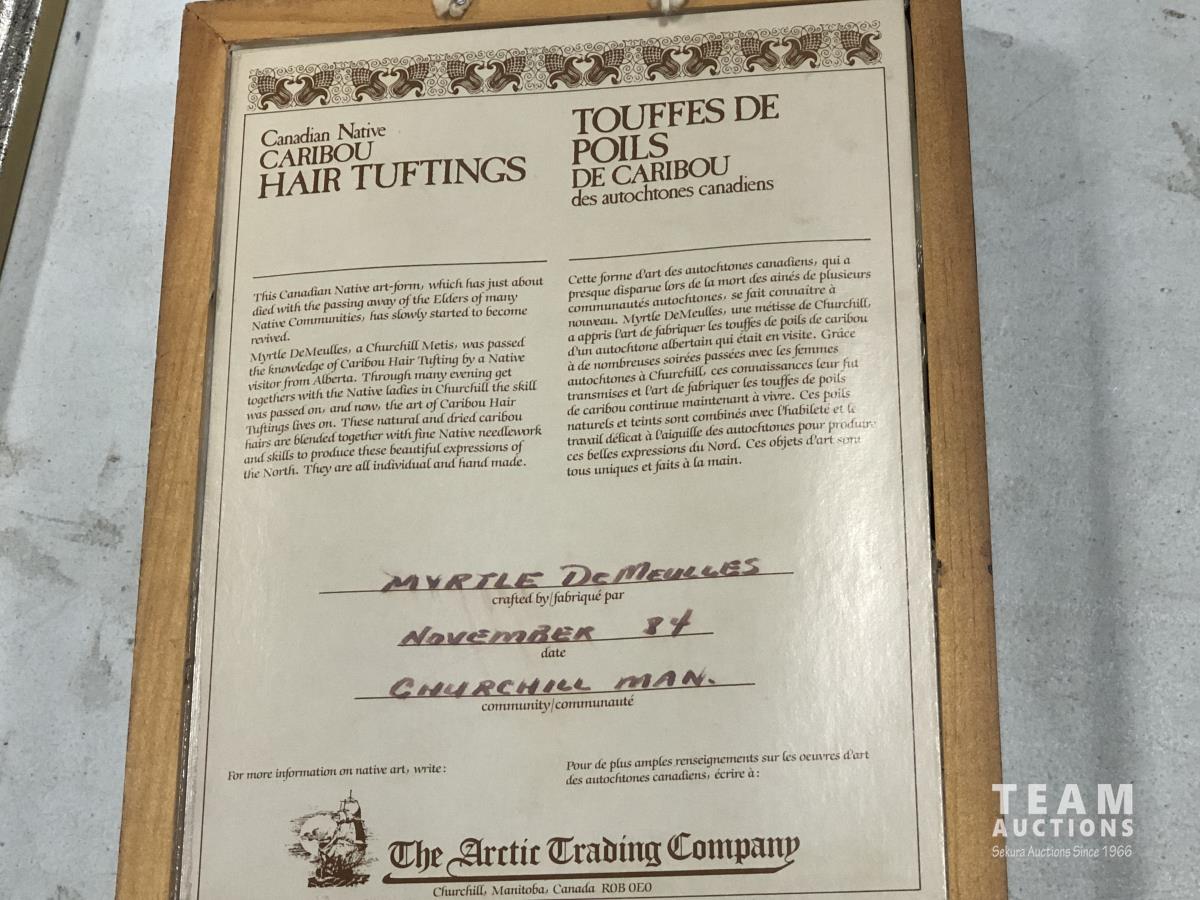 Canadian Native
CARIBOU
HAIR TUFTINGS
This Canadian Native art-form, which has just about
died with the passing away of the Elders of many
Native Communities, has slowly started to become
revived.
Myrtle DeMeulles, a Churchill Metis, was passed
the knowledge of Caribou Hair Tufting by a Native
visitor from Alberta. Through many evening get
togethers with the Native ladies in Churchill the skill
was passed on, and now, the art of Caribou Hair
Tuftings lives on. These natural and dried caribou
hairs are blended together with fine Native needlework
and skills to produce these beautiful expressions of
the North. They are all individual and hand made.
TOUFFES DE
POILS
DE CARIBOU
des autochtones canadiens
Cette forme d'art des autochtones canadiens, qui a
presque disparue lors de la mort des ainés de plusieurs
communautés autochtones, se fait connaitre à
nouveau. Myrtle DeMeulles, une métisse de Churchill,
a appris l'art de fabriquer les touffes de poils de caribou
d'un autochtone albertain qui était en visite. Grâce
à de nombreuses soirées passées avec les femmes
autochtones à Churchill, ces connaissances leur fut
transmises et l'art de fabriquer les touffes de poils
de caribou continue maintenant à vivre. Ces poils
naturels et teints sont combinés avec l'habileté et le
travail délicat à l'aiguille des autochtones pour produire
ces belles expressions du Nord. Ces objets d'art sont
tous uniques et faits à la main.
MYRTLE DeMEULLES
crafted by/fabriqué par
NOVEMBER 84
date
CHURCHILL MAN.
community/communauté
For more information on native art, write:
Pour de plus amples renseignements sur les oeuvres d'art
des autochtones canadiens, écrire à:
The Arctic Trading Company
Churchill, Manitoba, Canada R0B 0E0
TEAM
AUCTIONS
Sekura Auctions Since 1966